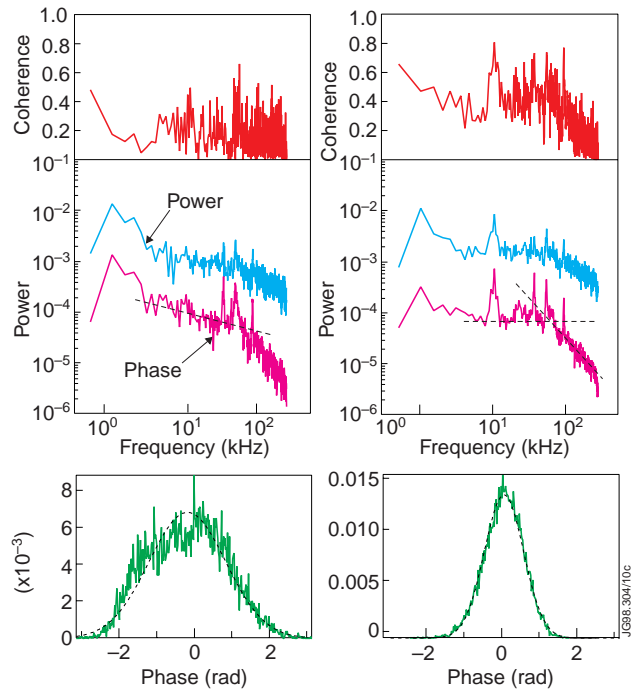 1.0
0.8
0.6
0.4
0.2
Coherence
10⁻¹
10⁻²
10⁻³
10⁻⁴
10⁻⁵
10⁻⁶
Power
Power
Phase
10⁰ 10¹ 10²
Frequency (kHz)
1.0
0.8
0.6
0.4
0.2
Coherence
10⁻¹
10⁻²
10⁻³
10⁻⁴
10⁻⁵
10⁻⁶
Power
10⁰ 10¹ 10²
Frequency (kHz)
8
6
4
2
0
(x10⁻³)
−2 0 2
Phase (rad)
0.015
0.010
0.005
0
−2 0 2
Phase (rad)
JG98.304/10c